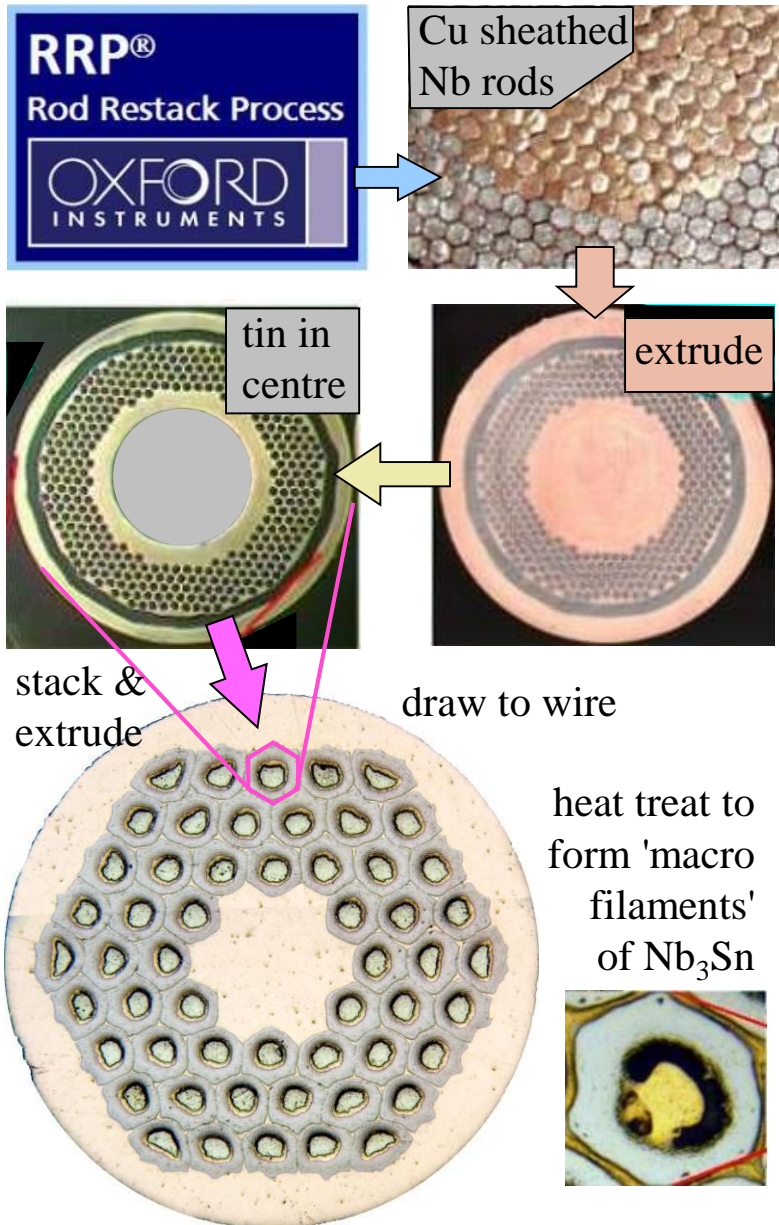 RRP®
Rod Restack Process
OXFORD
INSTRUMENTS
Cu sheathed
Nb rods
extrude
tin in
centre
stack &
extrude
draw to wire
heat treat to
form 'macro
filaments'
of Nb₃Sn